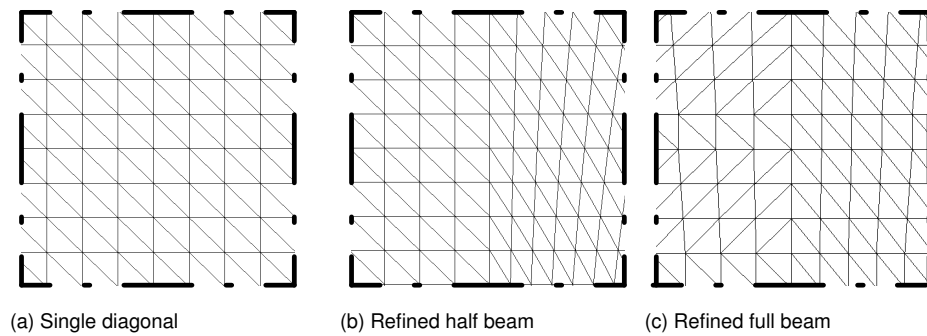 (a) Single diagonal
(b) Refined half beam
(c) Refined full beam